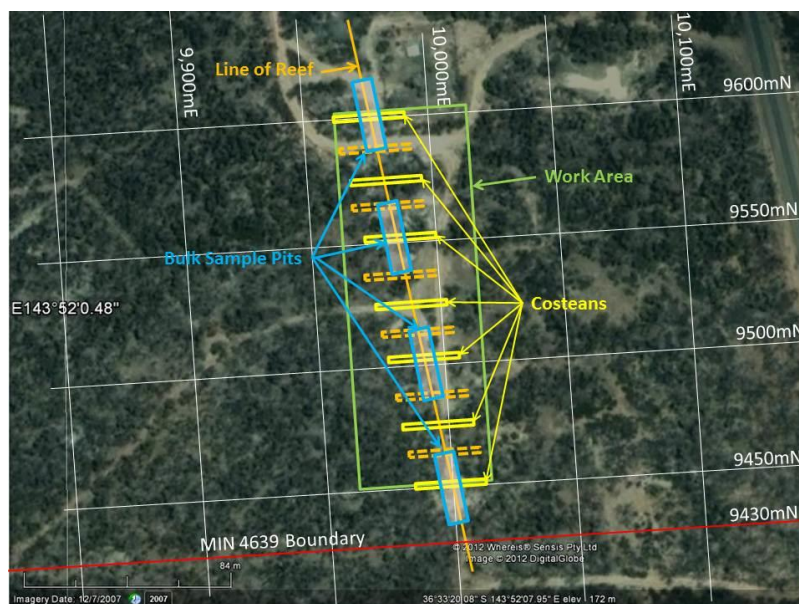 9,900mE
10,000mE
10,100mE
Line of Reef
9600mN
Work Area
9550mN
Bulk Sample Pits
E143°52'0.48"
Costeans
9500mN
9450mN
9430mN
MIN 4639 Boundary
© 2012 Whereis® Sensis Pty Ltd
Image © 2012 DigitalGlobe
84 m
Imagery Date: 12/7/2007 2007 36°33'20.08" S 143°52'07.95" E elev 172 m